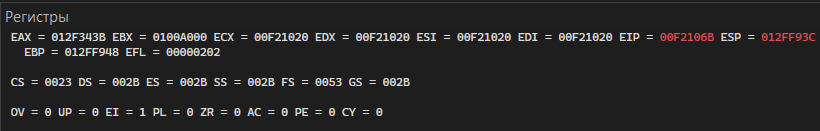 Регистры
EAX = 012F343B EBX = 0100A000 ECX = 00F21020 EDX = 00F21020 ESI = 00F21020 EDI = 00F21020 EIP = 00F2106B ESP = 012FF93C
EBP = 012FF948 EFL = 00000202
CS = 0023 DS = 002B ES = 002B SS = 002B FS = 0053 GS = 002B
OV = 0 UP = 0 EI = 1 PL = 0 ZR = 0 AC = 0 PE = 0 CY = 0